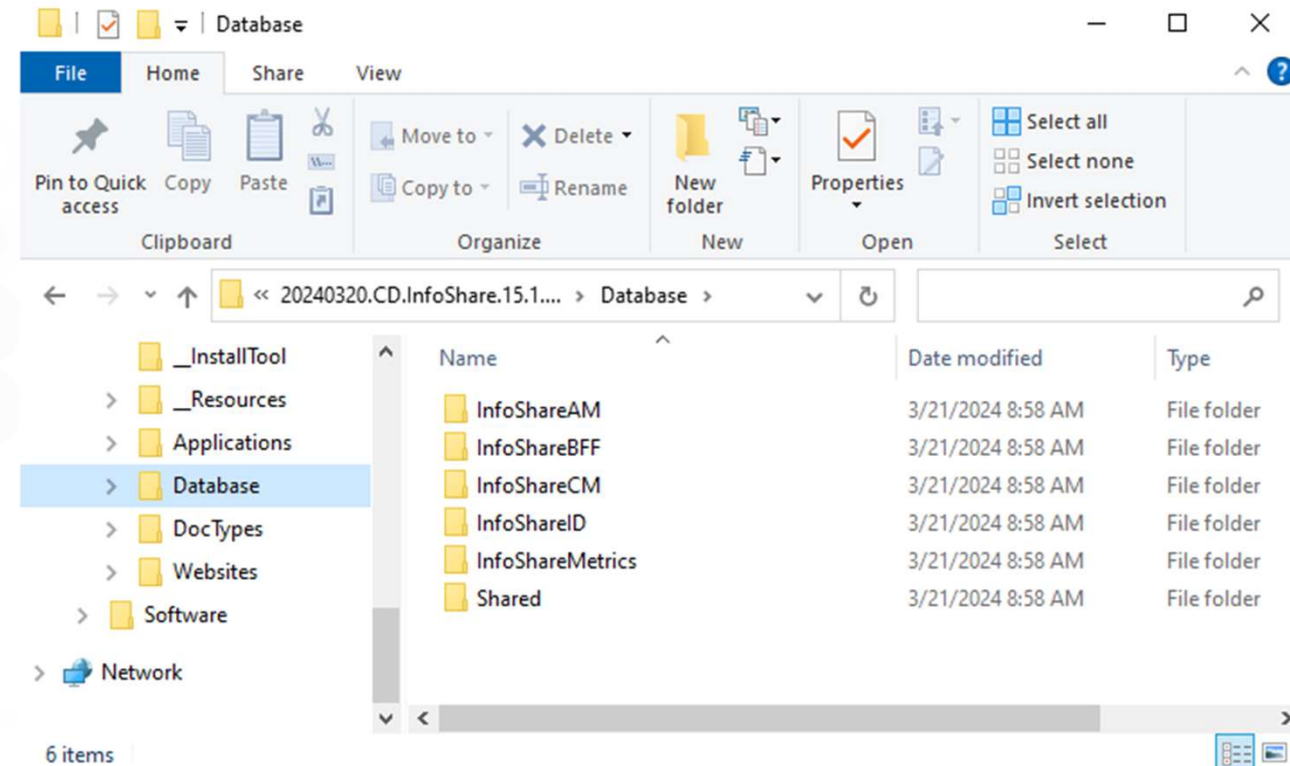 Database
File Home Share View
Pin to Quick access
Copy
Paste
Clipboard
Move to
Copy to
Delete
Rename
Organize
New folder
New
Properties
Open
Select all
Select none
Invert selection
Select
« 20240320.CD.InfoShare.15.1.... > Database >
__InstallTool
__Resources
Applications
Database
DocTypes
Websites
Software
Network
Name Date modified Type
InfoShareAM 3/21/2024 8:58 AM File folder
InfoShareBFF 3/21/2024 8:58 AM File folder
InfoShareCM 3/21/2024 8:58 AM File folder
InfoShareID 3/21/2024 8:58 AM File folder
InfoShareMetrics 3/21/2024 8:58 AM File folder
Shared 3/21/2024 8:58 AM File folder
6 items